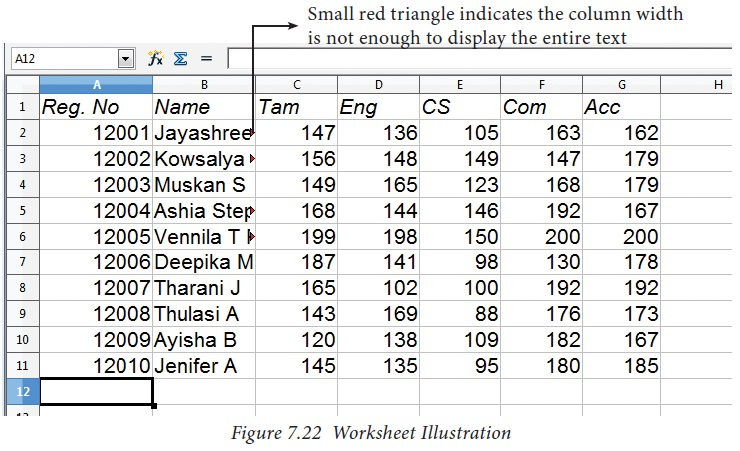 Small red triangle indicates the column width
is not enough to display the entire text
A12 fx Σ =
A B C D E F G H
1 Reg. No Name Tam Eng CS Com Acc
2 12001 Jayashree 147 136 105 163 162
3 12002 Kowsalya 156 148 149 147 179
4 12003 Muskan S 149 165 123 168 179
5 12004 Ashia Step 168 144 146 192 167
6 12005 Vennila T 199 198 150 200 200
7 12006 Deepika M 187 141 98 130 178
8 12007 Tharani J 165 102 100 192 192
9 12008 Thulasi A 143 169 88 176 173
10 12009 Ayisha B 120 138 109 182 167
11 12010 Jenifer A 145 135 95 180 185
12
Figure 7.22 Worksheet Illustration